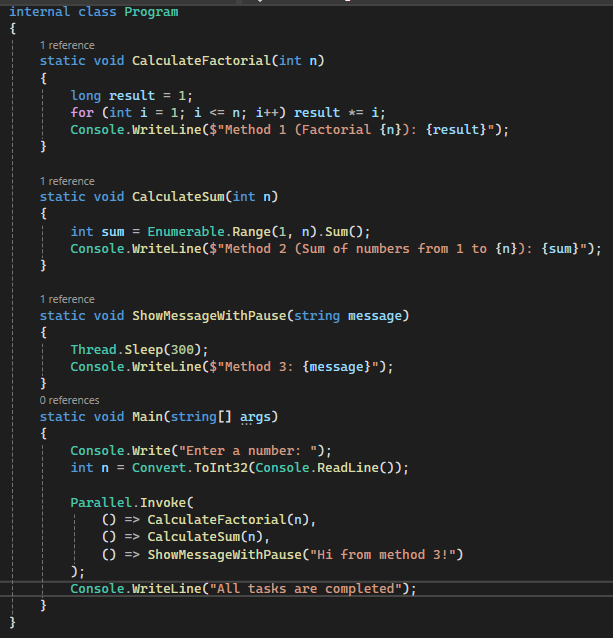 internal class Program
{
1 reference
static void CalculateFactorial(int n)
{
long result = 1;
for (int i = 1; i <= n; i++) result *= i;
Console.WriteLine($"Method 1 (Factorial {n}): {result}");
}
1 reference
static void CalculateSum(int n)
{
int sum = Enumerable.Range(1, n).Sum();
Console.WriteLine($"Method 2 (Sum of numbers from 1 to {n}): {sum}");
}
1 reference
static void ShowMessageWithPause(string message)
{
Thread.Sleep(300);
Console.WriteLine($"Method 3: {message}");
}
0 references
static void Main(string[] args)
{
Console.Write("Enter a number: ");
int n = Convert.ToInt32(Console.ReadLine());
Parallel.Invoke(
() => CalculateFactorial(n),
() => CalculateSum(n),
() => ShowMessageWithPause("Hi from method 3!")
);
Console.WriteLine("All tasks are completed");
}
}